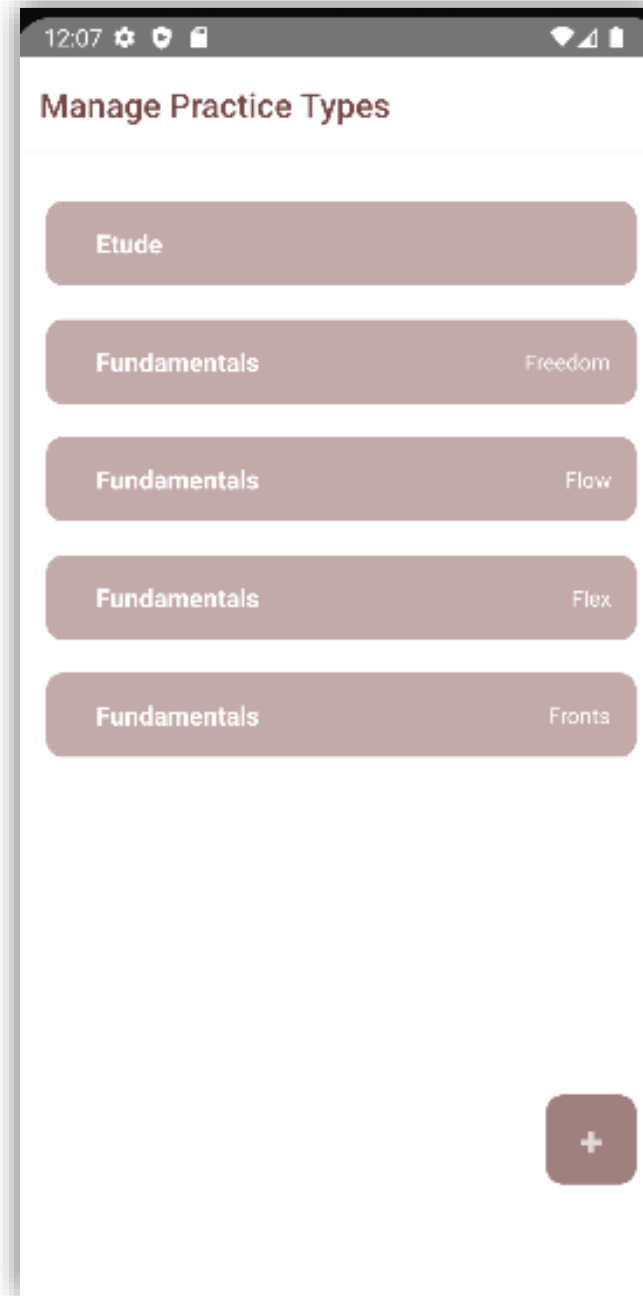 12:07
Manage Practice Types
Etude
Fundamentals Freedom
Fundamentals Flow
Fundamentals Flex
Fundamentals Fronts
+